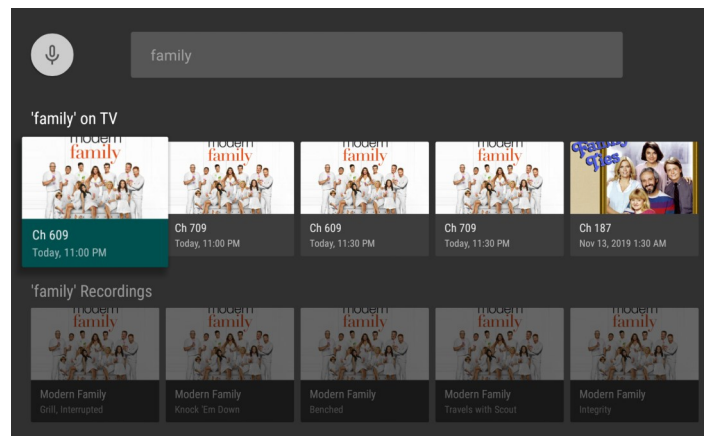 family
'family' on TV
modern
family
Ch 609
Today, 11:00 PM
modern
family
Ch 709
Today, 11:00 PM
modern
family
Ch 609
Today, 11:30 PM
modern
family
Ch 709
Today, 11:30 PM
Family
Ties
Ch 187
Nov 13, 2019 1:30 AM
'family' Recordings
modern
family
Modern Family
Grill, Interrupted
modern
family
Modern Family
Knock 'Em Down
modern
family
Modern Family
Benched
modern
family
Modern Family
Travels with Scout
modern
family
Modern Family
Integrity